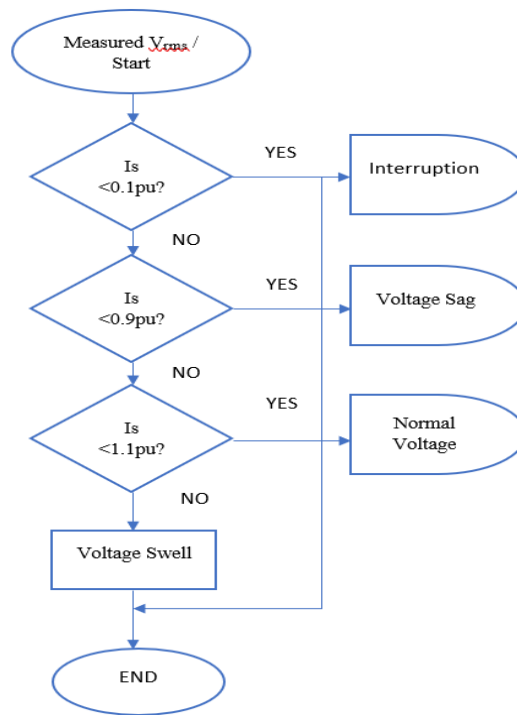 Measured Vrms /
Start
Is
<0.1pu?
YES
Interruption
NO
Is
<0.9pu?
YES
Voltage Sag
NO
Is
<1.1pu?
YES
Normal
Voltage
NO
Voltage Swell
END